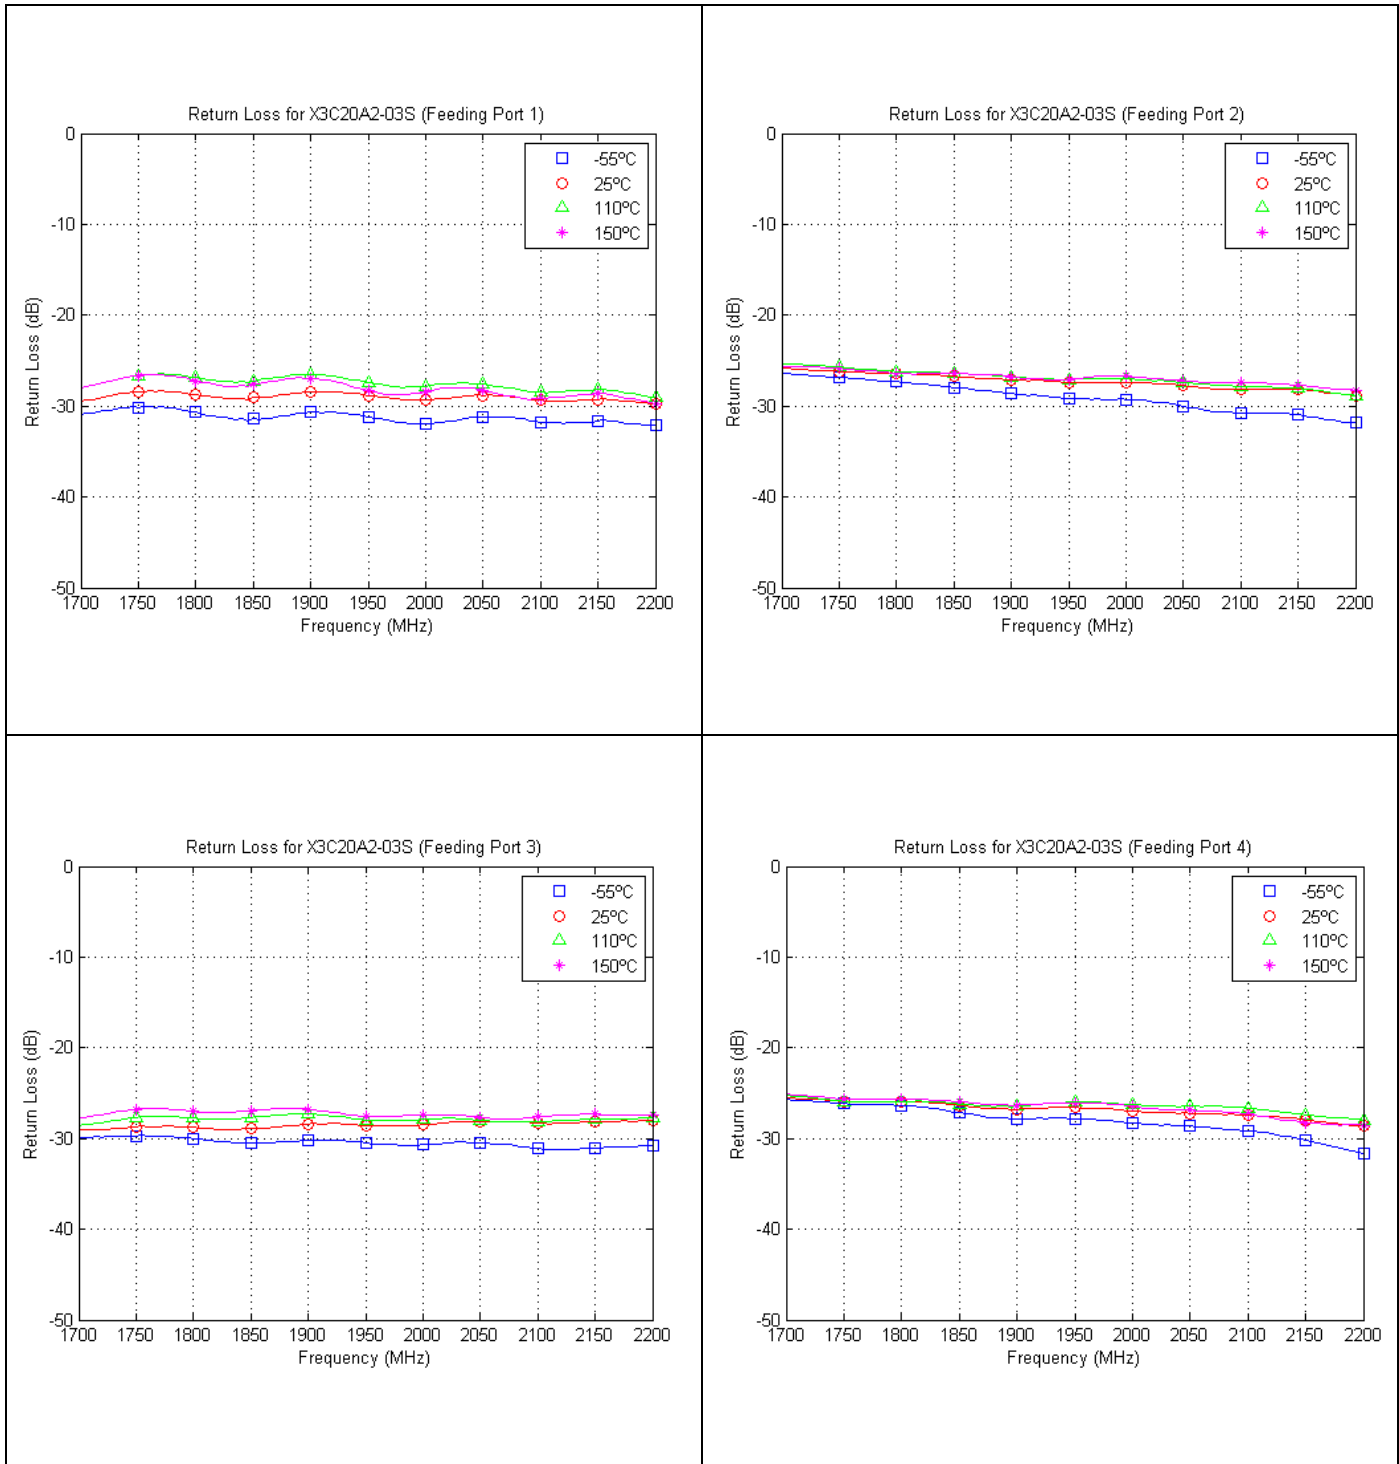 Return Loss for X3C20A2-03S (Feeding Port 1)
0
-10
-20
-30
-40
-50
Return Loss (dB)
-55ºC
25ºC
110ºC
150ºC
1700 1750 1800 1850 1900 1950 2000 2050 2100 2150 2200
Frequency (MHz)
Return Loss for X3C20A2-03S (Feeding Port 2)
0
-10
-20
-30
-40
-50
Return Loss (dB)
-55ºC
25ºC
110ºC
150ºC
1700 1750 1800 1850 1900 1950 2000 2050 2100 2150 2200
Frequency (MHz)
Return Loss for X3C20A2-03S (Feeding Port 3)
0
-10
-20
-30
-40
-50
Return Loss (dB)
-55ºC
25ºC
110ºC
150ºC
1700 1750 1800 1850 1900 1950 2000 2050 2100 2150 2200
Frequency (MHz)
Return Loss for X3C20A2-03S (Feeding Port 4)
0
-10
-20
-30
-40
-50
Return Loss (dB)
-55ºC
25ºC
110ºC
150ºC
1700 1750 1800 1850 1900 1950 2000 2050 2100 2150 2200
Frequency (MHz)